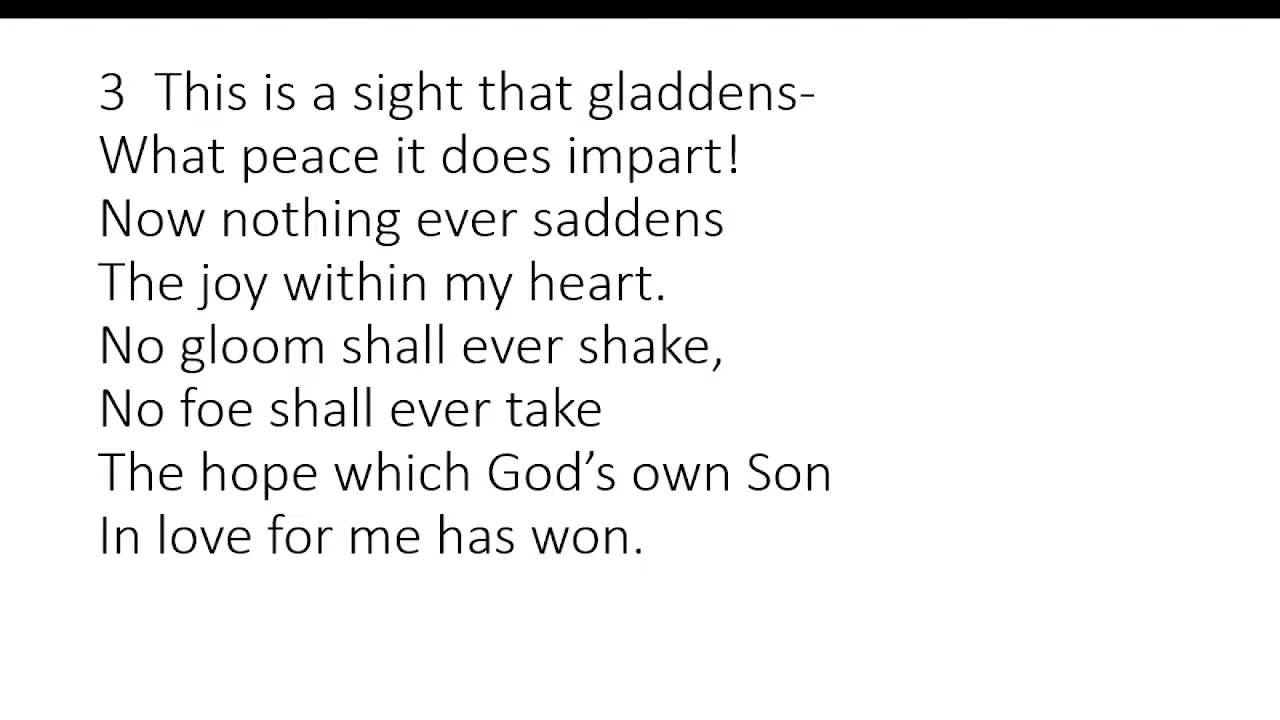 3 This is a sight that gladdens-
What peace it does impart!
Now nothing ever saddens
The joy within my heart.
No gloom shall ever shake,
No foe shall ever take
The hope which God’s own Son
In love for me has won.